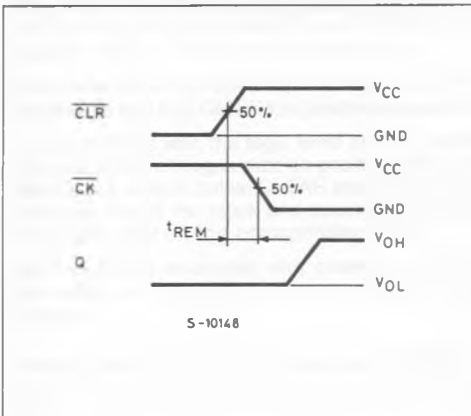 VCC
CLR
50%
GND
VCC
CK
50%
GND
tREM
VOH
Q
VOL
S-10148